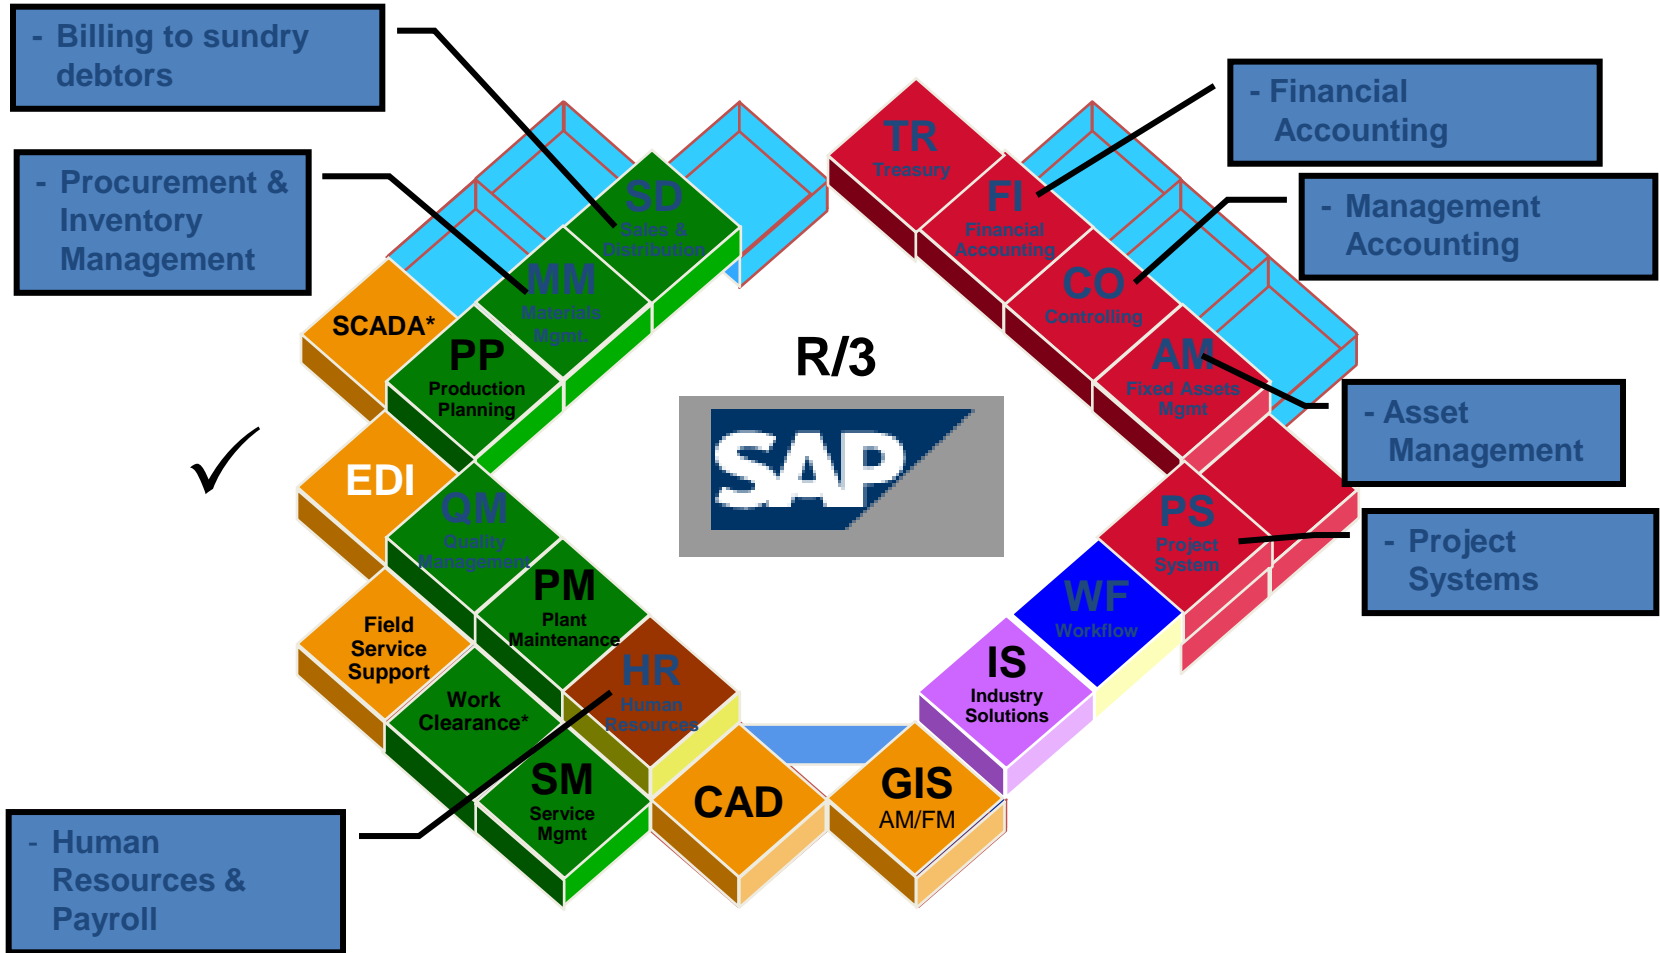 - Billing to sundry
debtors
- Procurement &
Inventory
Management
SD
Sales &
Distribution
MM
Materials
Mgmt.
SCADA*
PP
Production
Planning
EDI
QM
Quality
Management
PM
Plant
Maintenance
Field
Service
Support
HR
Human
Resources
Work
Clearance*
SM
Service
Mgmt
CAD
GIS
AM/FM
- Human
Resources &
Payroll
R/3
SAP
TR
Treasury
FI
Financial
Accounting
CO
Controlling
AM
Fixed Assets
Mgmt
PS
Project
System
WF
Workflow
IS
Industry
Solutions
- Financial
Accounting
- Management
Accounting
- Asset
Management
- Project
Systems